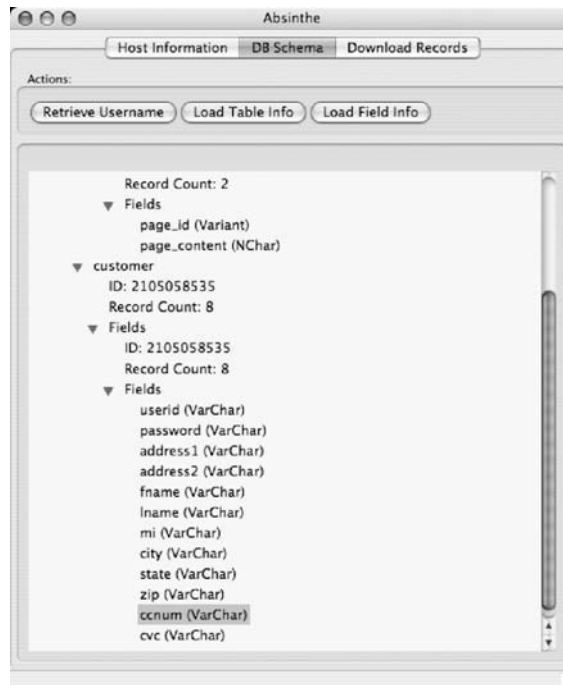 Absinthe
Host Information DB Schema Download Records
Actions:
Retrieve Username Load Table Info Load Field Info
Record Count: 2
Fields
page_id (Variant)
page_content (NChar)
customer
ID: 2105058535
Record Count: 8
Fields
ID: 2105058535
Record Count: 8
Fields
userid (VarChar)
password (VarChar)
address1 (VarChar)
address2 (VarChar)
fname (VarChar)
lname (VarChar)
mi (VarChar)
city (VarChar)
state (VarChar)
zip (VarChar)
ccnum (VarChar)
cvc (VarChar)